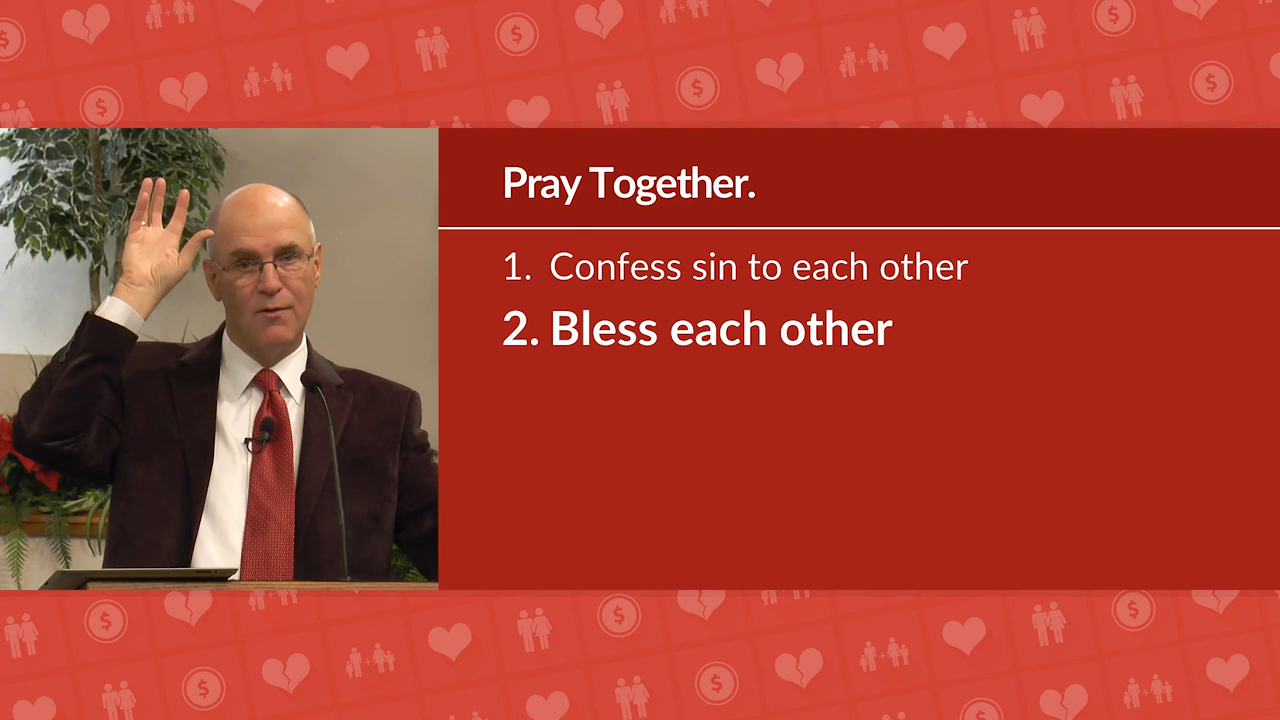 Pray Together.
1. Confess sin to each other
2. Bless each other